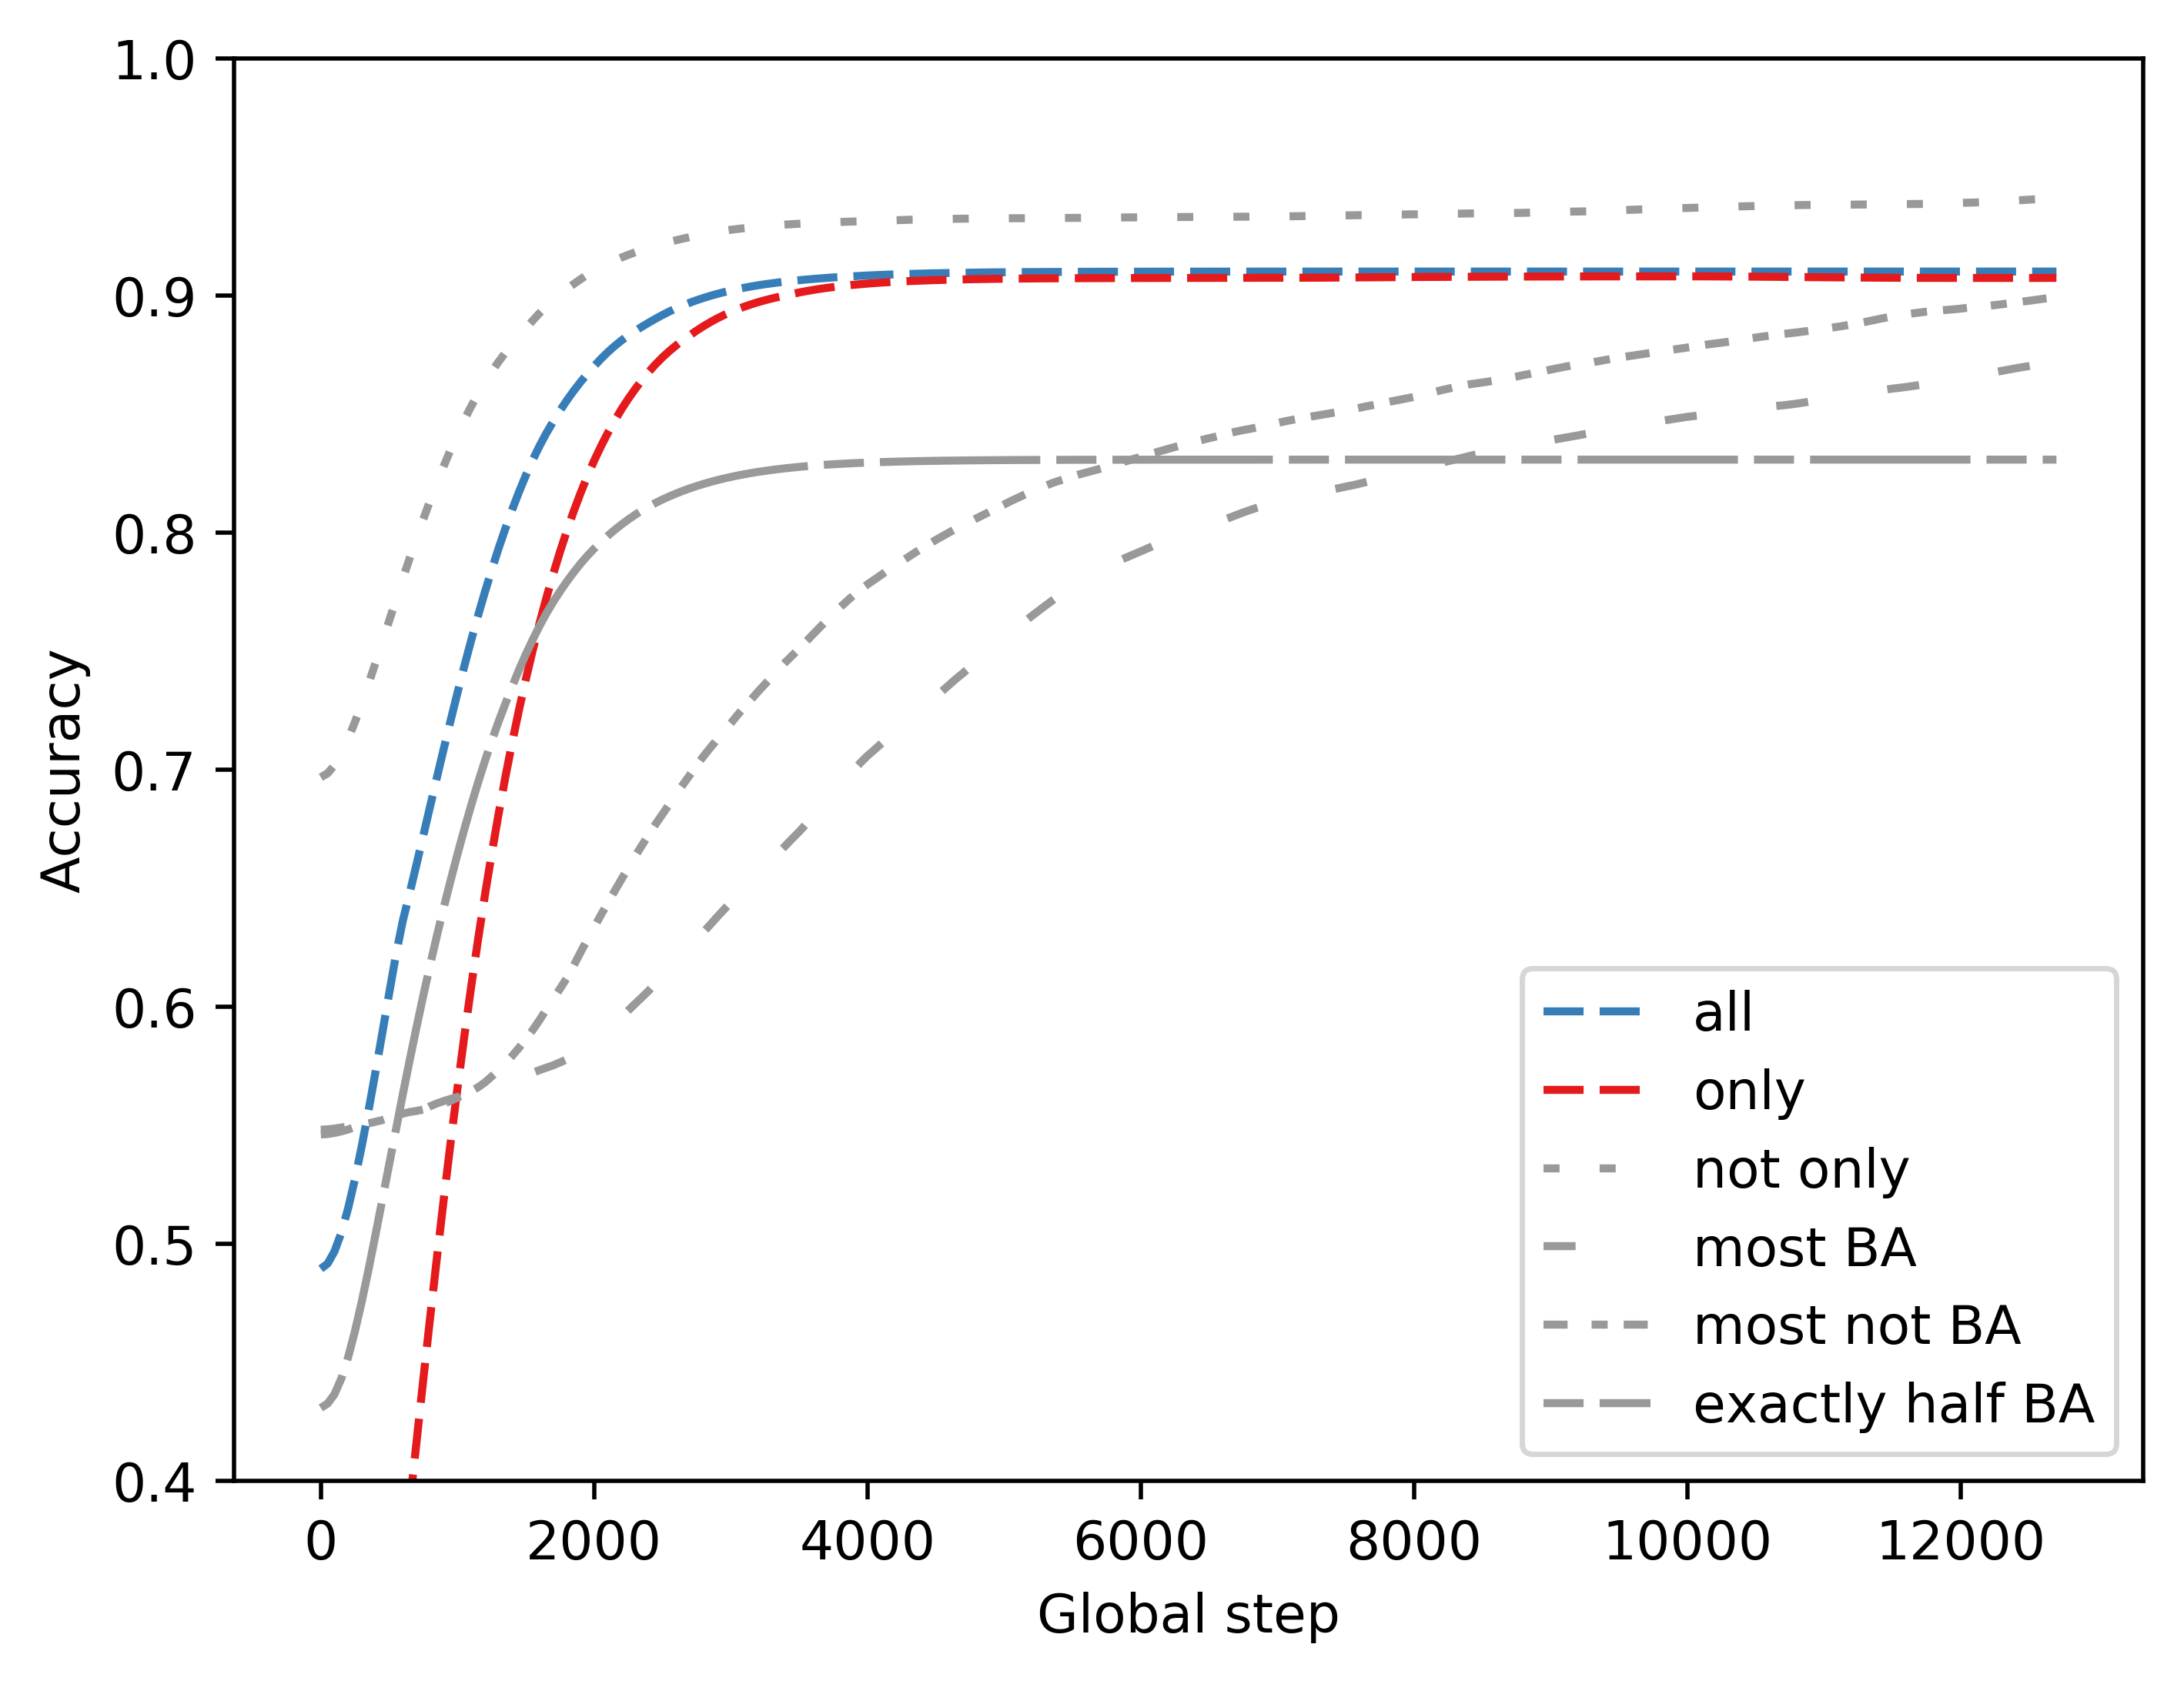 1.0
0.9
0.8
0.7
0.6
0.5
0.4
Accuracy
0 2000 4000 6000 8000 10000 12000
Global step
all
only
not only
most BA
most not BA
exactly half BA